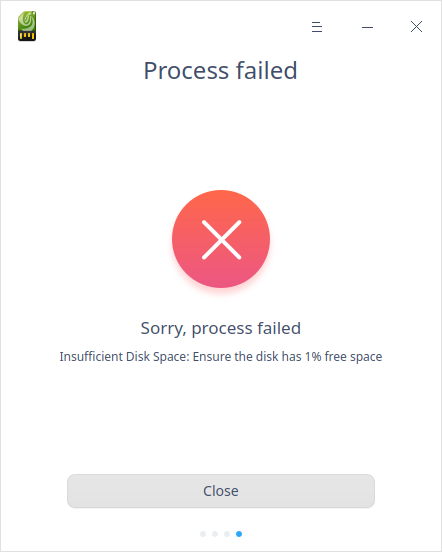 Process failed
Sorry, process failed
Insufficient Disk Space: Ensure the disk has 1% free space
Close